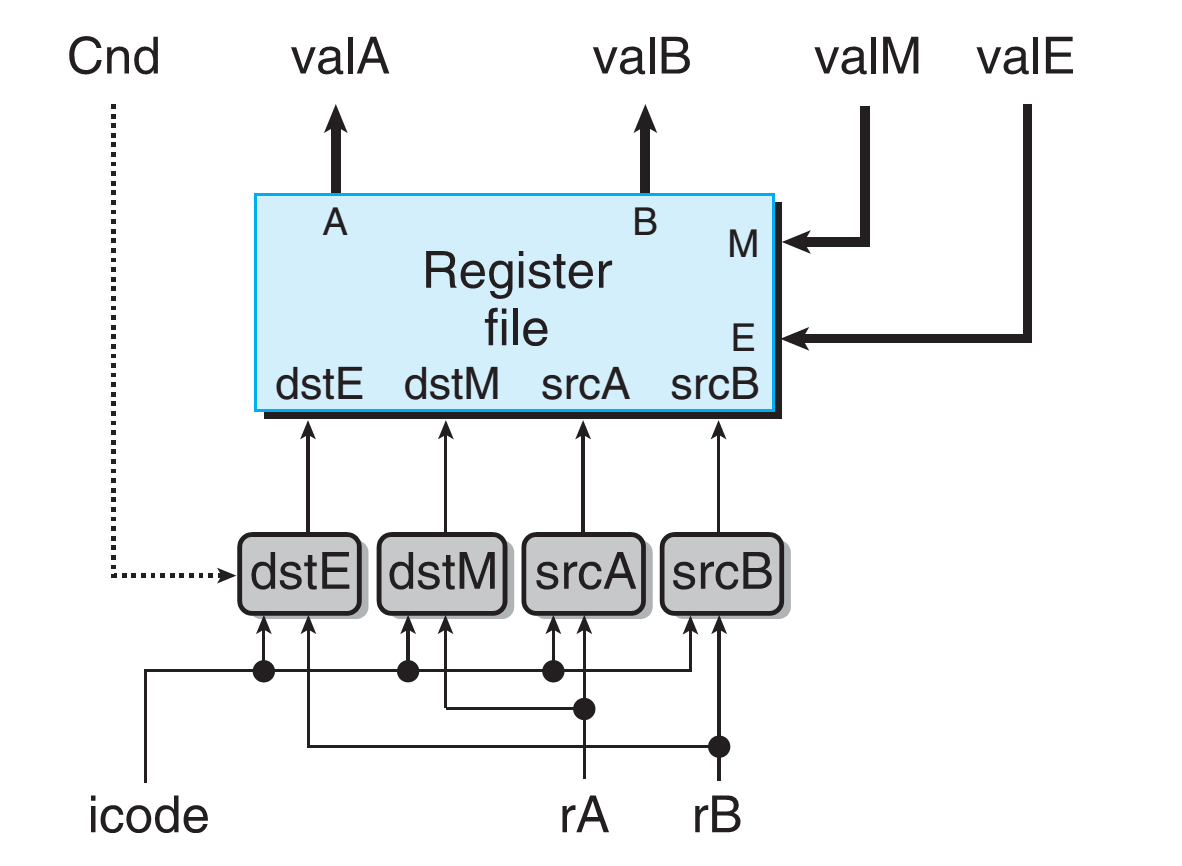 Cnd valA valB valM valE
A B
M
Register
file
E
dstE dstM srcA srcB
dstE dstM srcA srcB
icode rA rB